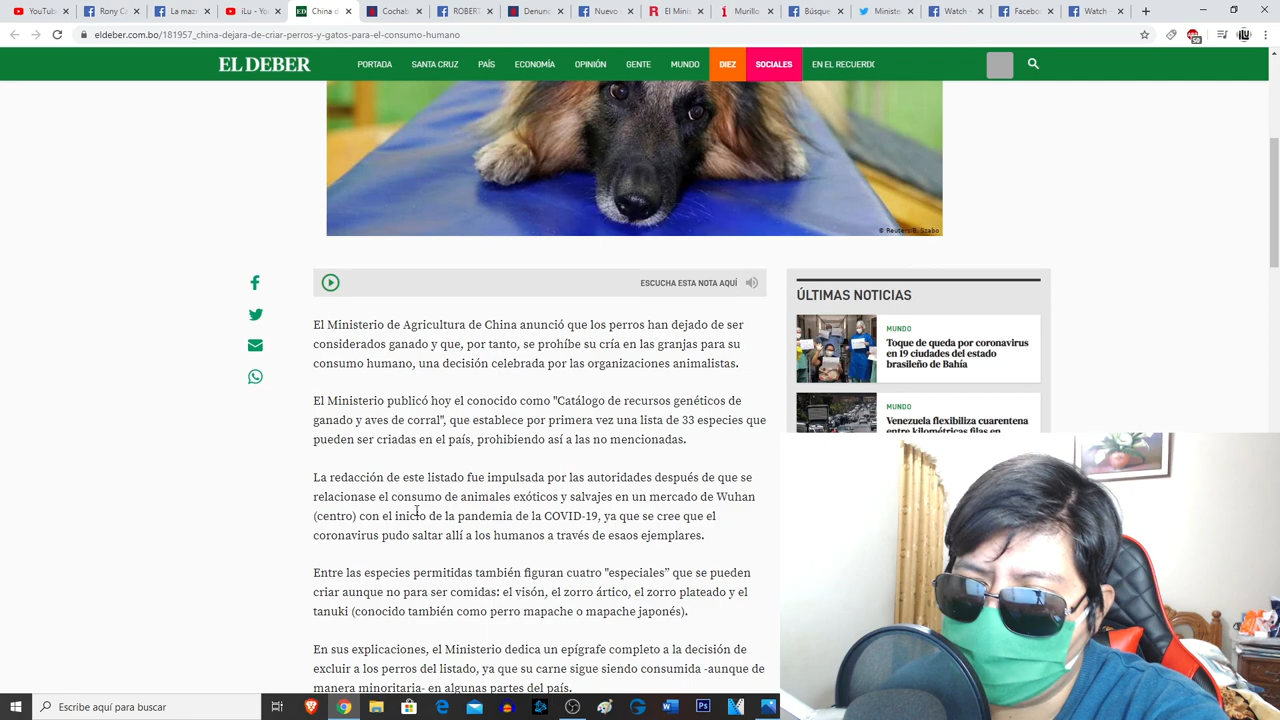 YouTub
Rony C
La maz
iLu - Yo
ED China d
Cochab
ROBERT
Denunc
Nuevo -
El Minis
Murillo
Búsque
Ministe
Watch -
Facebo
Watch -
eldeber.com.bo/181957_china-dejara-de-criar-perros-y-gatos-para-el-consumo-humano
58
EL DEBER
PORTADA SANTA CRUZ PAÍS ECONOMÍA OPINIÓN GENTE MUNDO DIEZ SOCIALES EN EL RECUERDX
© Reuters/B. Szabo
ESCUCHA ESTA NOTA AQUÍ
El Ministerio de Agricultura de China anunció que los perros han dejado de ser
considerados ganado y que, por tanto, se prohíbe su cría en las granjas para su
consumo humano, una decisión celebrada por las organizaciones animalistas.
El Ministerio publicó hoy el conocido como "Catálogo de recursos genéticos de
ganado y aves de corral", que establece por primera vez una lista de 33 especies que
pueden ser criadas en el país, prohibiendo así a las no mencionadas.
La redacción de este listado fue impulsada por las autoridades después de que se
relacionase el consumo de animales exóticos y salvajes en un mercado de Wuhan
(centro) con el inicio de la pandemia de la COVID-19, ya que se cree que el
coronavirus pudo saltar allí a los humanos a través de esaos ejemplares.
Entre las especies permitidas también figuran cuatro "especiales” que se pueden
criar aunque no para ser comidas: el visón, el zorro ártico, el zorro plateado y el
tanuki (conocido también como perro mapache o mapache japonés).
En sus explicaciones, el Ministerio dedica un epígrafe completo a la decisión de
excluir a los perros del listado, ya que su carne sigue siendo consumida -aunque de
manera minoritaria- en algunas partes del país.
ÚLTIMAS NOTICIAS
MUNDO
Toque de queda por coronavirus
en 19 ciudades del estado
brasileño de Bahía
MUNDO
Venezuela flexibiliza cuarentena
entre kilométricas filas en
Escribe aquí para buscar